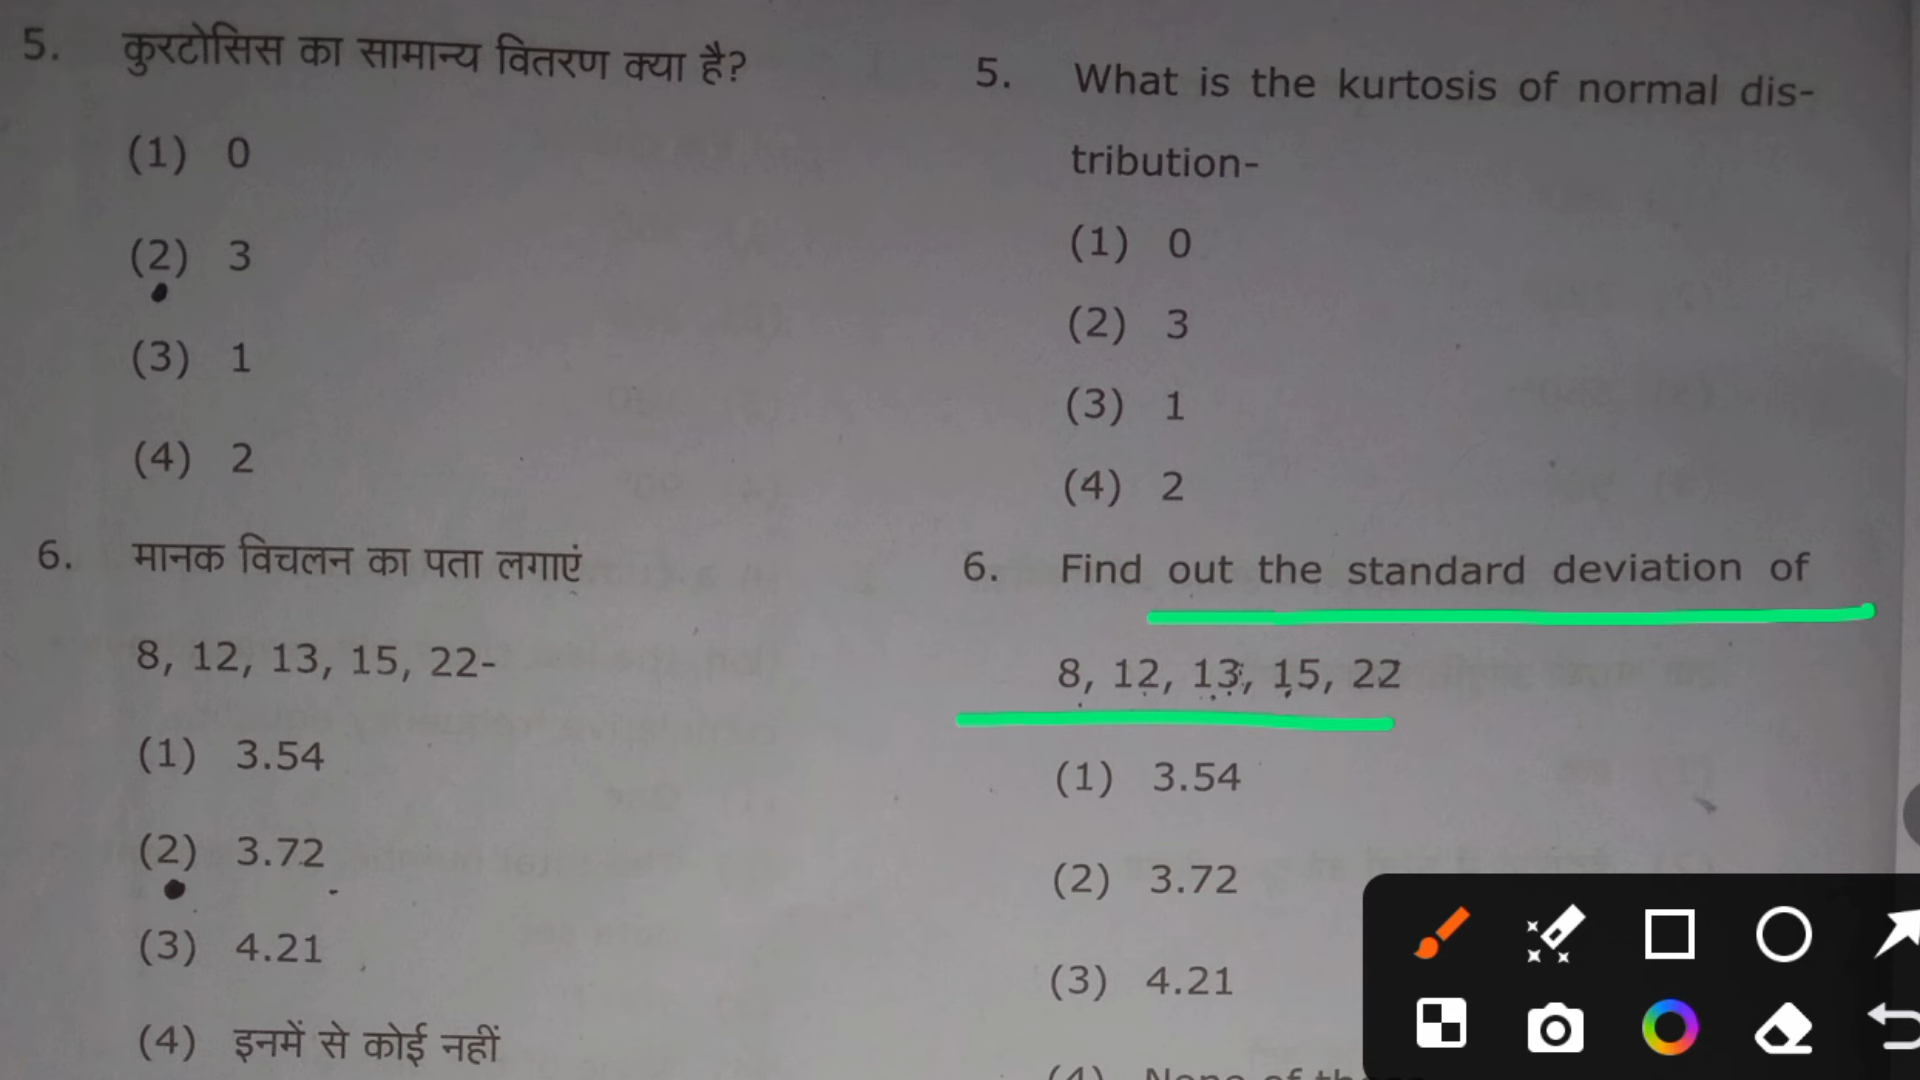 5. कुरटोसिस का सामान्य वितरण क्या है?
(1) 0
(2) 3
(3) 1
(4) 2
6. मानक विचलन का पता लगाएं
8, 12, 13, 15, 22-
(1) 3.54
(2) 3.72
(3) 4.21
(4) इनमें से कोई नहीं
5. What is the kurtosis of normal dis-
tribution-
(1) 0
(2) 3
(3) 1
(4) 2
6. Find out the standard deviation of
8, 12, 13, 15, 22
(1) 3.54
(2) 3.72
(3) 4.21
(4) None of